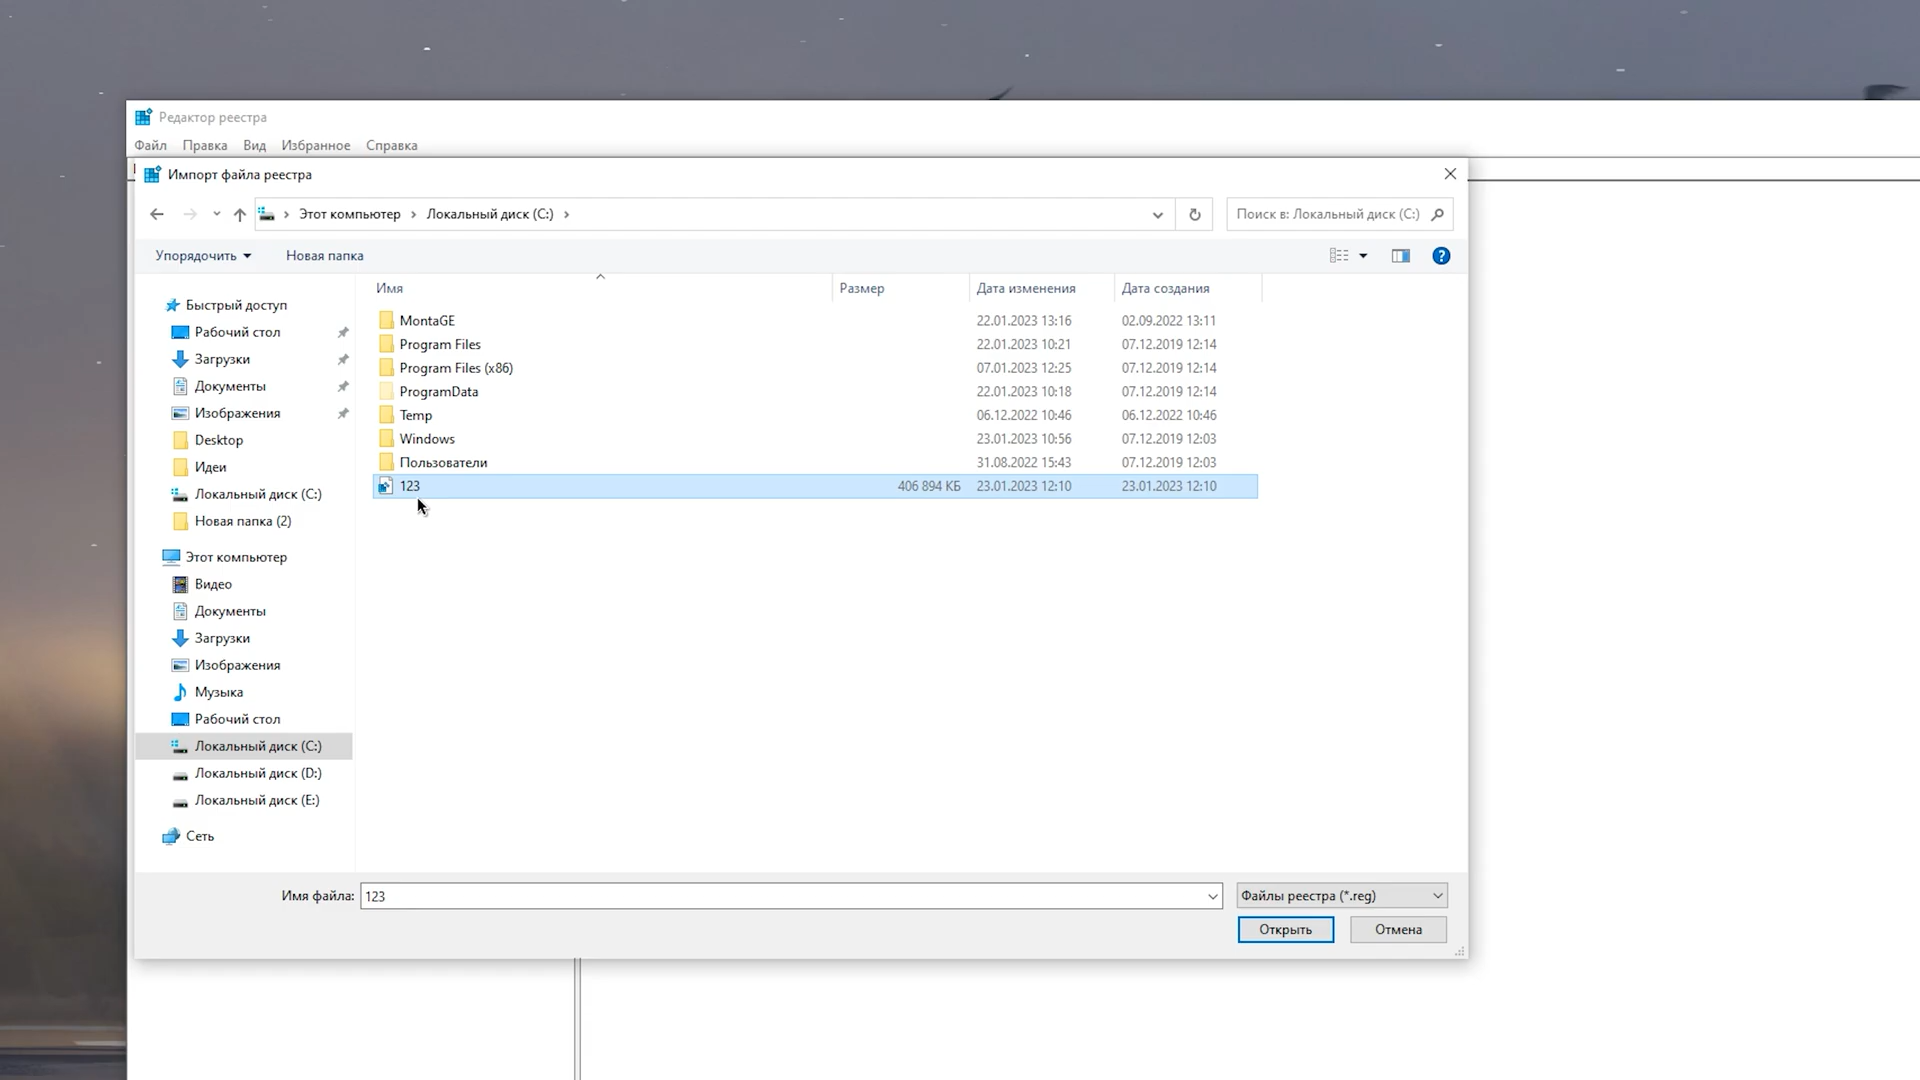 Редактор реестра
Файл Правка Вид Избранное Справка
Импорт файла реестра
Этот компьютер Локальный диск (C:) Поиск в: Локальный диск (C:)
Упорядочить Новая папка
Имя Размер Дата изменения Дата создания
Быстрый доступ
Рабочий стол
Загрузки
Документы
Изображения
Desktop
Идеи
Локальный диск (C:)
Новая папка (2)
Этот компьютер
Видео
Документы
Загрузки
Изображения
Музыка
Рабочий стол
Локальный диск (C:)
Локальный диск (D:)
Локальный диск (E:)
Сеть
MontaGE 22.01.2023 13:16 02.09.2022 13:11
Program Files 22.01.2023 10:21 07.12.2019 12:14
Program Files (x86) 07.01.2023 12:25 07.12.2019 12:14
ProgramData 22.01.2023 10:18 07.12.2019 12:14
Temp 06.12.2022 10:46 06.12.2022 10:46
Windows 23.01.2023 10:56 07.12.2019 12:03
Пользователи 31.08.2022 15:43 07.12.2019 12:03
123 406 894 КБ 23.01.2023 12:10 23.01.2023 12:10
Имя файла: 123 Файлы реестра (*.reg)
Открыть Отмена